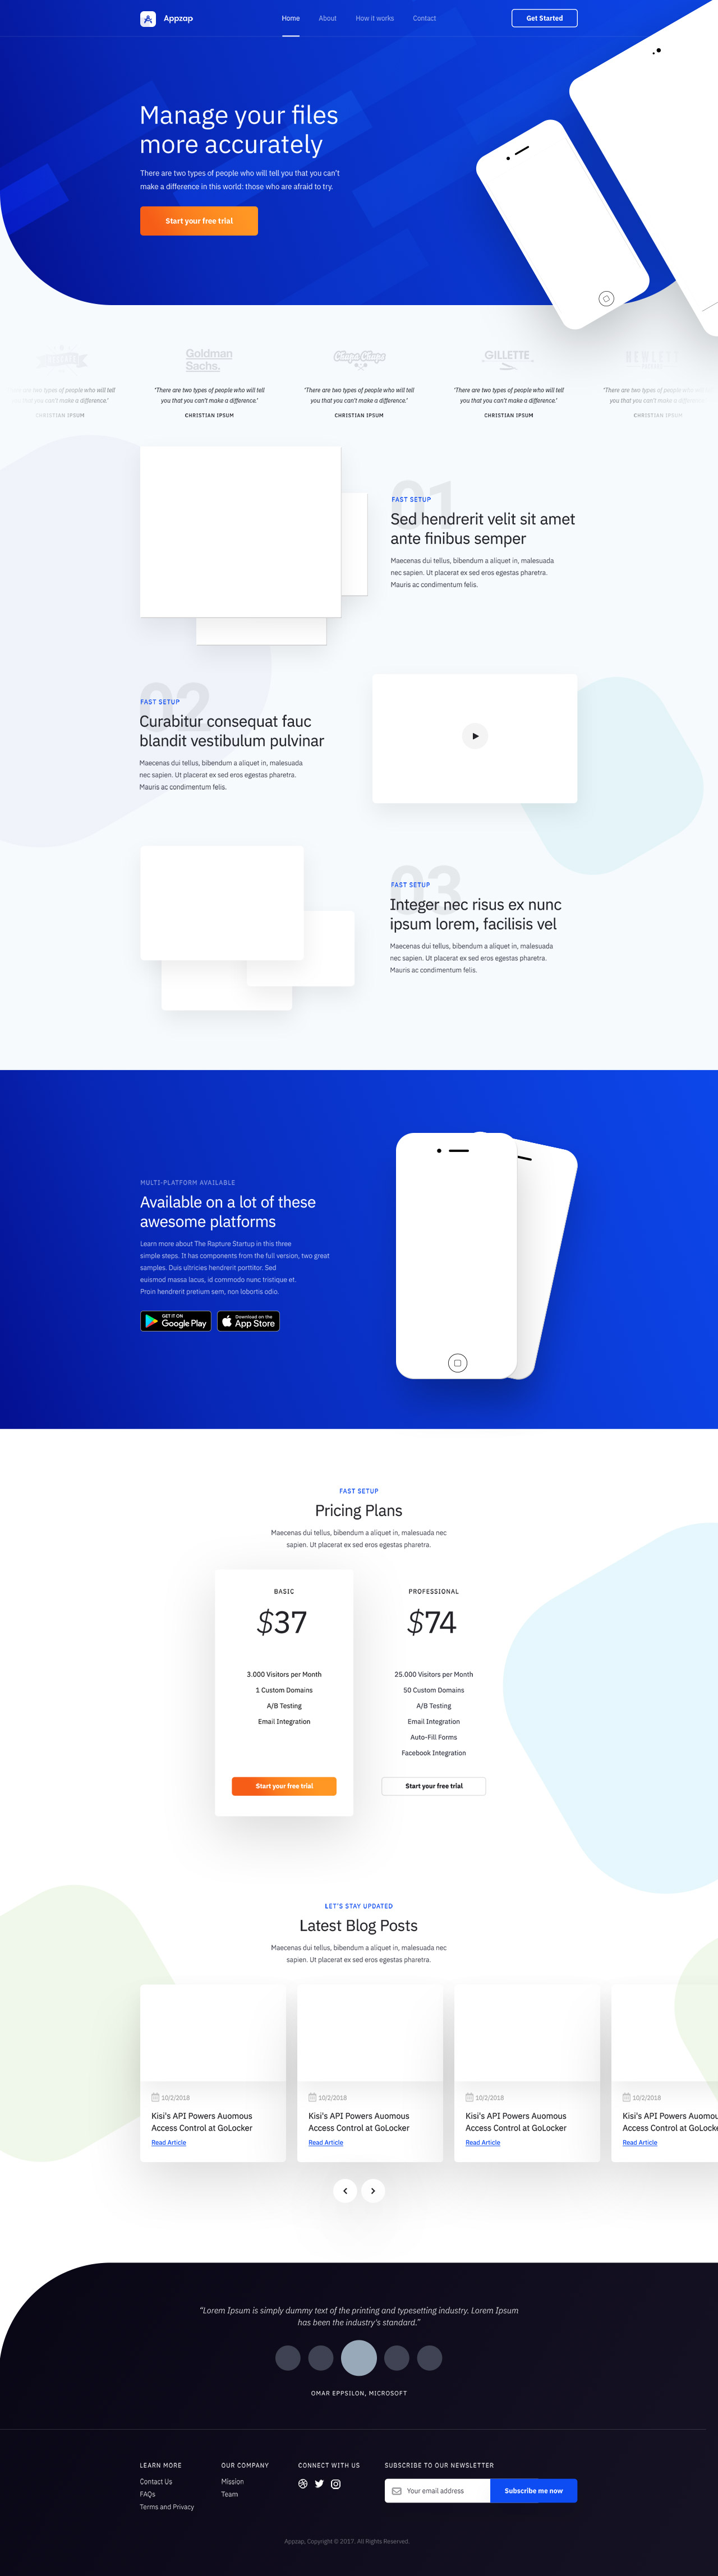 Appzap
Home
About
How it works
Contact
Get Started
Manage your files
more accurately
There are two types of people who will tell you that you can't
make a difference in this world: those who are afraid to try.
Start your free trial
Goldman
Sachs.
Chupa Chups
GILLETTE
are two types of people who will tell
that you can't make a difference.'
CHRISTIAN IPSUM
'There are two types of people who will tell
you that you can't make a difference.'
CHRISTIAN IPSUM
'There are two types of people who will tell
you that you can't make a difference.'
CHRISTIAN IPSUM
'There are two types of people who will tell
you that you can't make a difference.'
CHRISTIAN IPSUM
'There are two types of people who
you that you can't make a difference.'
CHRISTIAN IPSUM
01
FAST SETUP
Sed hendrerit velit sit amet
ante finibus semper
Maecenas dui tellus, bibendum a aliquet in, malesuada
nec sapien. Ut placerat ex sed eros egestas pharetra.
Mauris ac condimentum felis.
02
FAST SETUP
Curabitur consequat fauc
blandit vestibulum pulvinar
Maecenas dui tellus, bibendum a aliquet in, malesuada
nec sapien. Ut placerat ex sed eros egestas pharetra.
Mauris ac condimentum felis.
03
FAST SETUP
Integer nec risus ex nunc
ipsum lorem, facilisis vel
Maecenas dui tellus, bibendum a aliquet in, malesuada
nec sapien. Ut placerat ex sed eros egestas pharetra.
Mauris ac condimentum felis.
MULTI-PLATFORM AVAILABLE
Available on a lot of these
awesome platforms
Learn more about The Rapture Startup in this three
simple steps. It has components from the full version, two great
samples. Duis ultricies hendrerit porttitor. Sed
euismod massa lacus, id commodo nunc tristique et.
Proin hendrerit pretium sem, non lobortis odio.
GET IT ON
Google Play
Download on the
App Store
FAST SETUP
Pricing Plans
Maecenas dui tellus, bibendum a aliquet in, malesuada nec
sapien. Ut placerat ex sed eros egestas pharetra.
BASIC
$37
3.000 Visitors per Month
1 Custom Domains
A/B Testing
Email Integration
Start your free trial
PROFESSIONAL
$74
25.000 Visitors per Month
50 Custom Domains
A/B Testing
Email Integration
Auto-Fill Forms
Facebook Integration
Start your free trial
LET'S STAY UPDATED
Latest Blog Posts
Maecenas dui tellus, bibendum a aliquet in, malesuada nec
sapien. Ut placerat ex sed eros egestas pharetra.
10/2/2018
Kisi's API Powers Auomous
Access Control at GoLocker
Read Article
10/2/2018
Kisi's API Powers Auomous
Access Control at GoLocker
Read Article
10/2/2018
Kisi's API Powers Auomous
Access Control at GoLocker
Read Article
10/2/2018
Kisi's API Powers Auomou
Access Control at GoLocke
Read Article
"Lorem Ipsum is simply dummy text of the printing and typesetting industry. Lorem Ipsum
has been the industry's standard."
OMAR EPPSILON, MICROSOFT
LEARN MORE
Contact Us
FAQs
Terms and Privacy
OUR COMPANY
Mission
Team
CONNECT WITH US
SUBSCRIBE TO OUR NEWSLETTER
Your email address
Subscribe me now
Appzap, Copyright © 2017. All Rights Reserved.